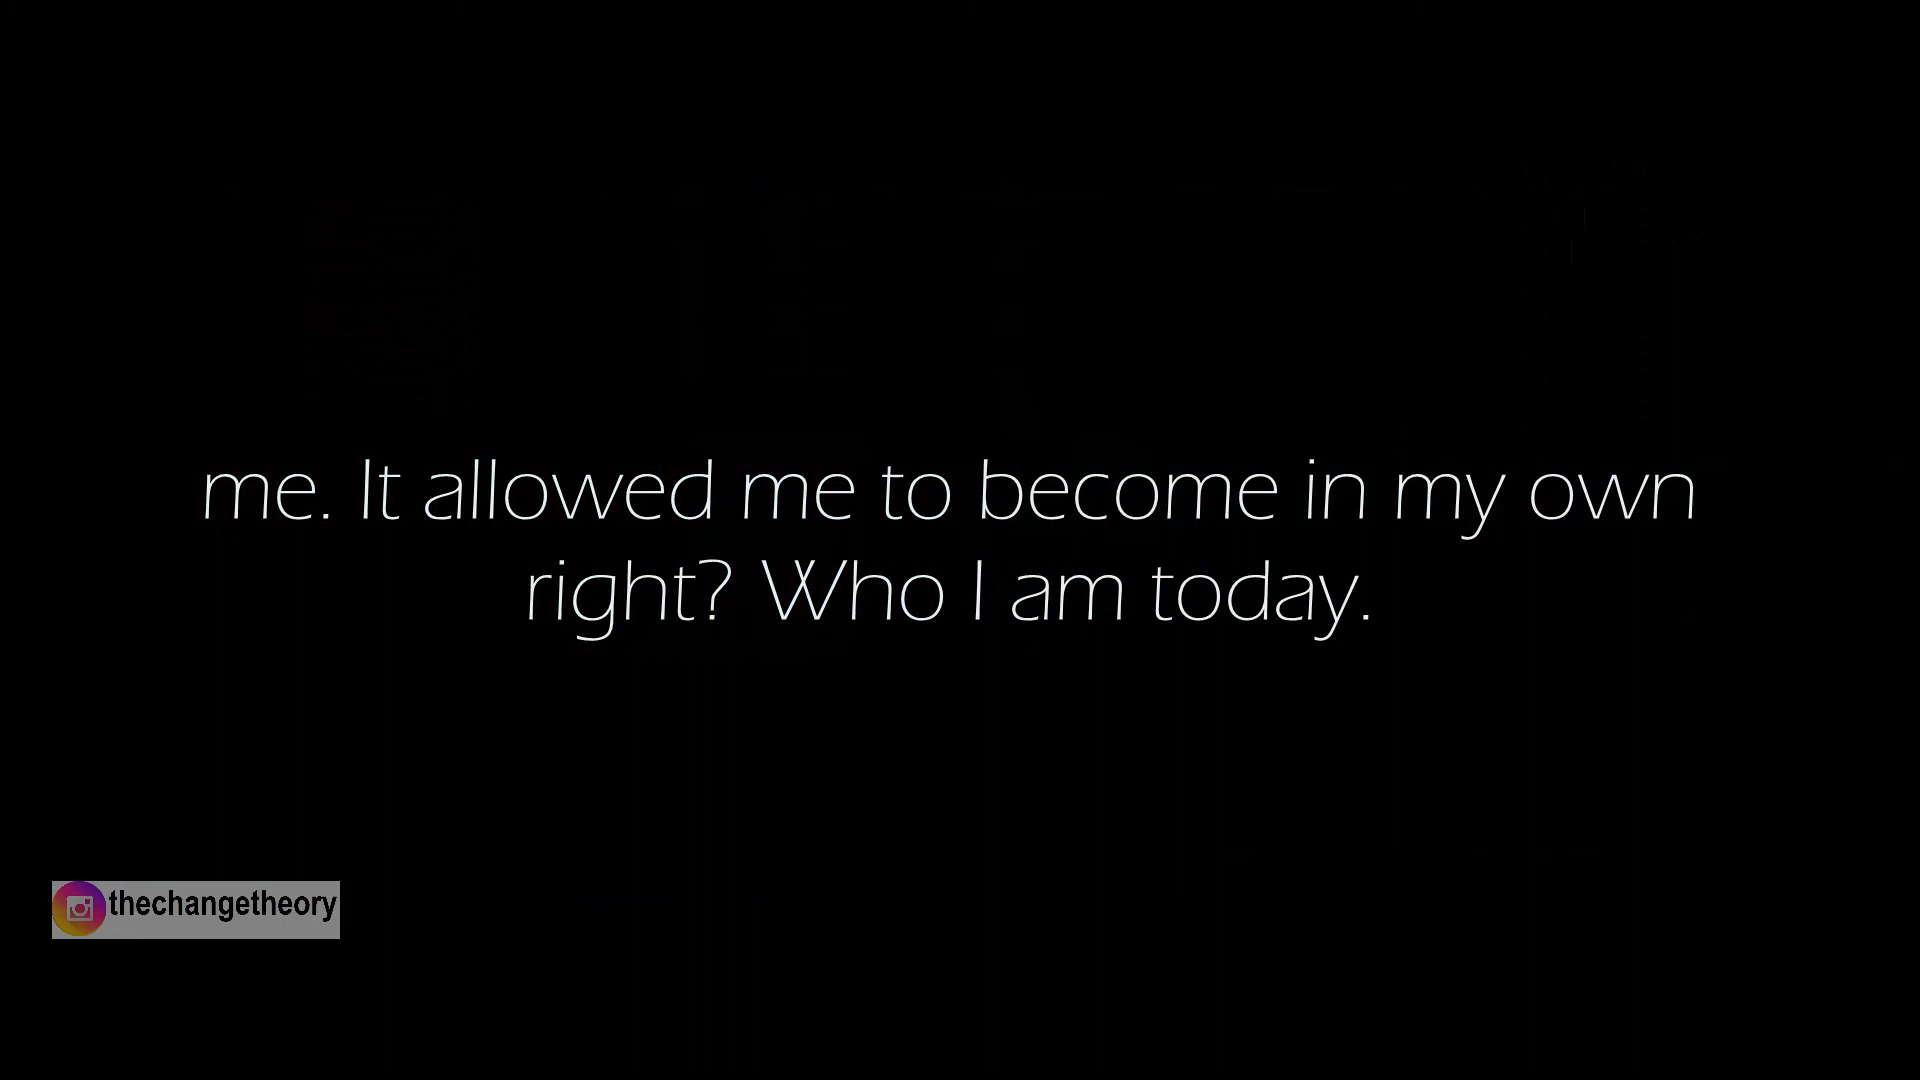 me. It allowed me to become in my own
right? Who I am today.
thechangetheory